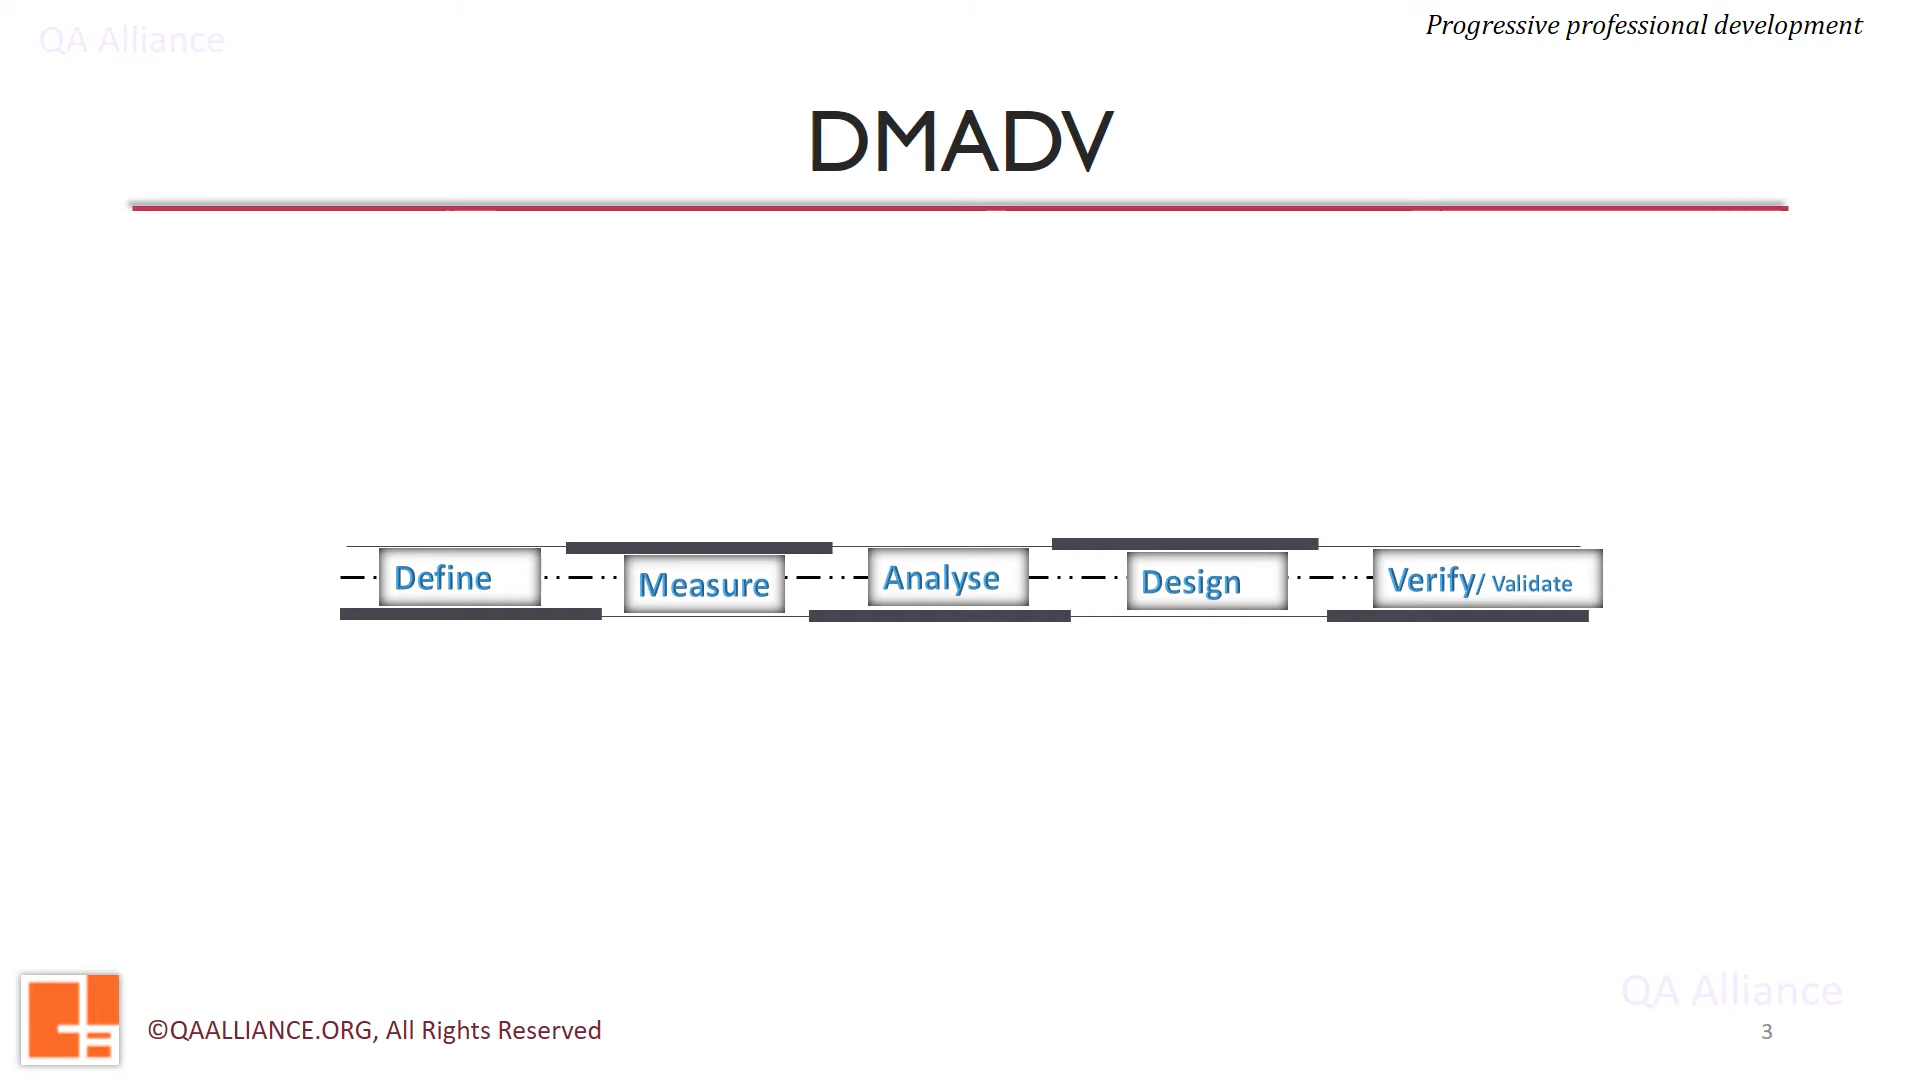 QA Alliance
Progressive professional development
DMADV
Define
Measure
Analyse
Design
Verify/ Validate
QA Alliance
©QAALLIANCE.ORG, All Rights Reserved
3